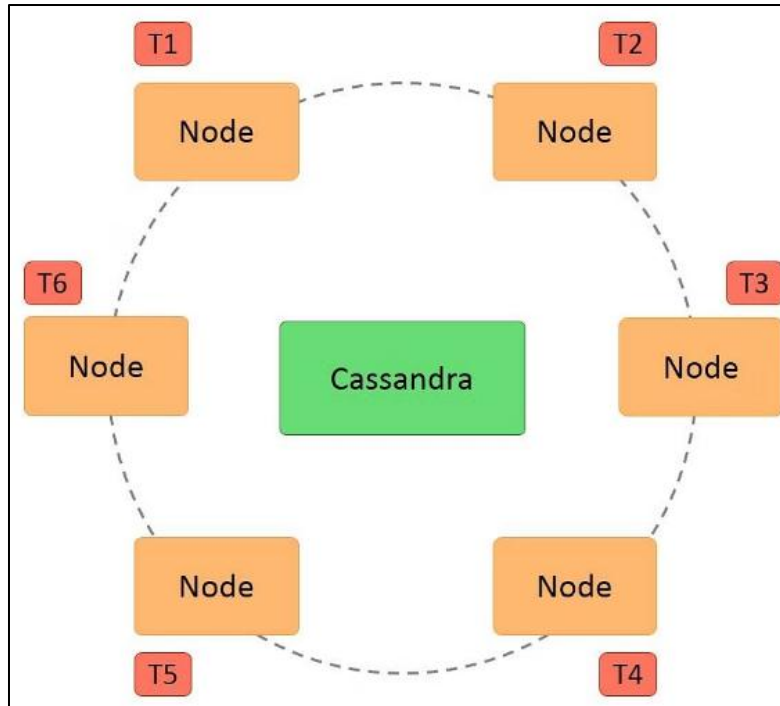 T1
T2
Node
Node
T6
T3
Node
Cassandra
Node
Node
Node
T5
T4